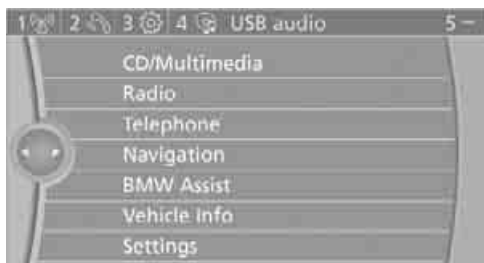 1 2 3 4 USB audio 5
CD/Multimedia
Radio
Telephone
Navigation
BMW Assist
Vehicle Info
Settings